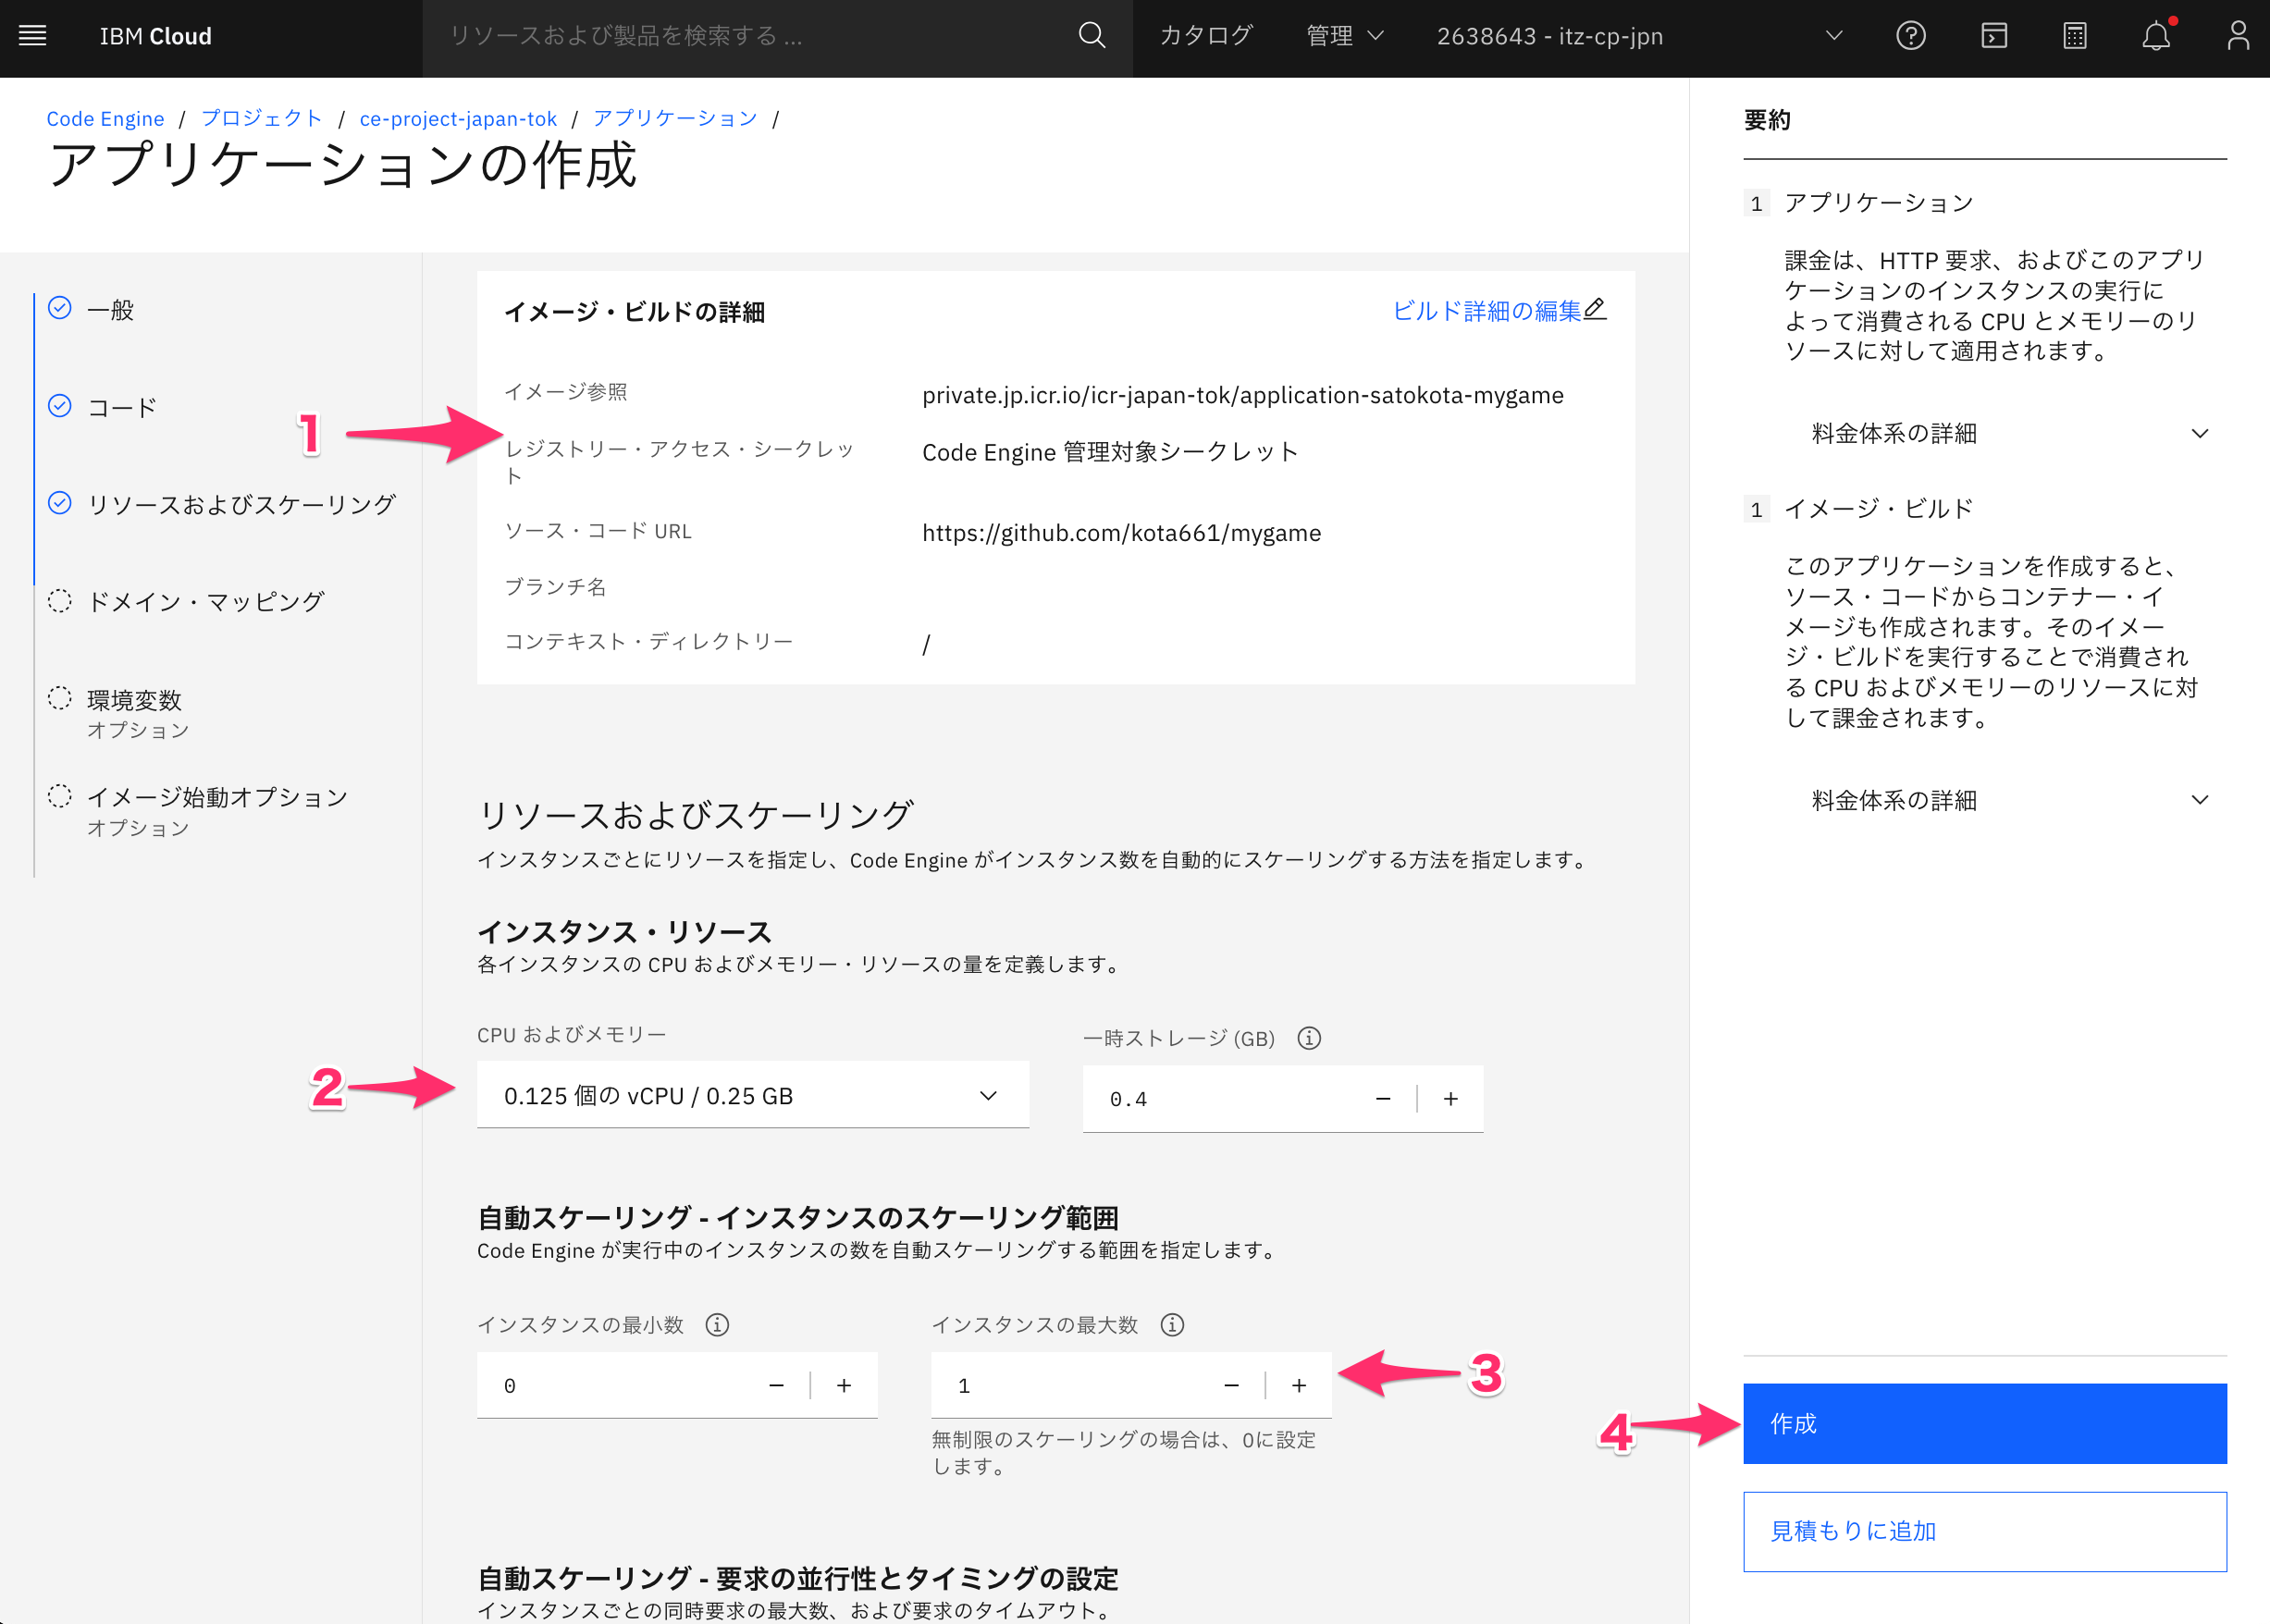 IBM Cloud
リソースおよび製品を検索する ...
カタログ
管理
2638643 - itz-cp-jpn
Code Engine / プロジェクト / ce-project-japan-tok / アプリケーション /
アプリケーションの作成
一般
コード
リソースおよびスケーリング
ドメイン・マッピング
環境変数
オプション
イメージ始動オプション
オプション
イメージ・ビルドの詳細
ビルド詳細の編集
イメージ参照
private.jp.icr.io/icr-japan-tok/application-satokota-mygame
1
レジストリー・アクセス・シークレッ
ト
Code Engine 管理対象シークレット
ソース・コード URL
https://github.com/kota661/mygame
ブランチ名
コンテキスト・ディレクトリー
/
リソースおよびスケーリング
インスタンスごとにリソースを指定し、Code Engine がインスタンス数を自動的にスケーリングする方法を指定します。
インスタンス・リソース
各インスタンスの CPU およびメモリー・リソースの量を定義します。
CPU およびメモリー
2
0.125 個の vCPU / 0.25 GB
一時ストレージ (GB)
0.4
自動スケーリング - インスタンスのスケーリング範囲
Code Engine が実行中のインスタンスの数を自動スケーリングする範囲を指定します。
インスタンスの最小数
0
インスタンスの最大数
1
3
無制限のスケーリングの場合は、0に設定
します。
自動スケーリング - 要求の並行性とタイミングの設定
インスタンスごとの同時要求の最大数、および要求のタイムアウト。
要約
1 アプリケーション
課金は、HTTP 要求、およびこのアプリ
ケーションのインスタンスの実行に
よって消費される CPU とメモリーのリ
ソースに対して適用されます。
料金体系の詳細
1 イメージ・ビルド
このアプリケーションを作成すると、
ソース・コードからコンテナー・イ
メージも作成されます。そのイメー
ジ・ビルドを実行することで消費され
る CPU およびメモリーのリソースに対
して課金されます。
料金体系の詳細
4
作成
見積もりに追加